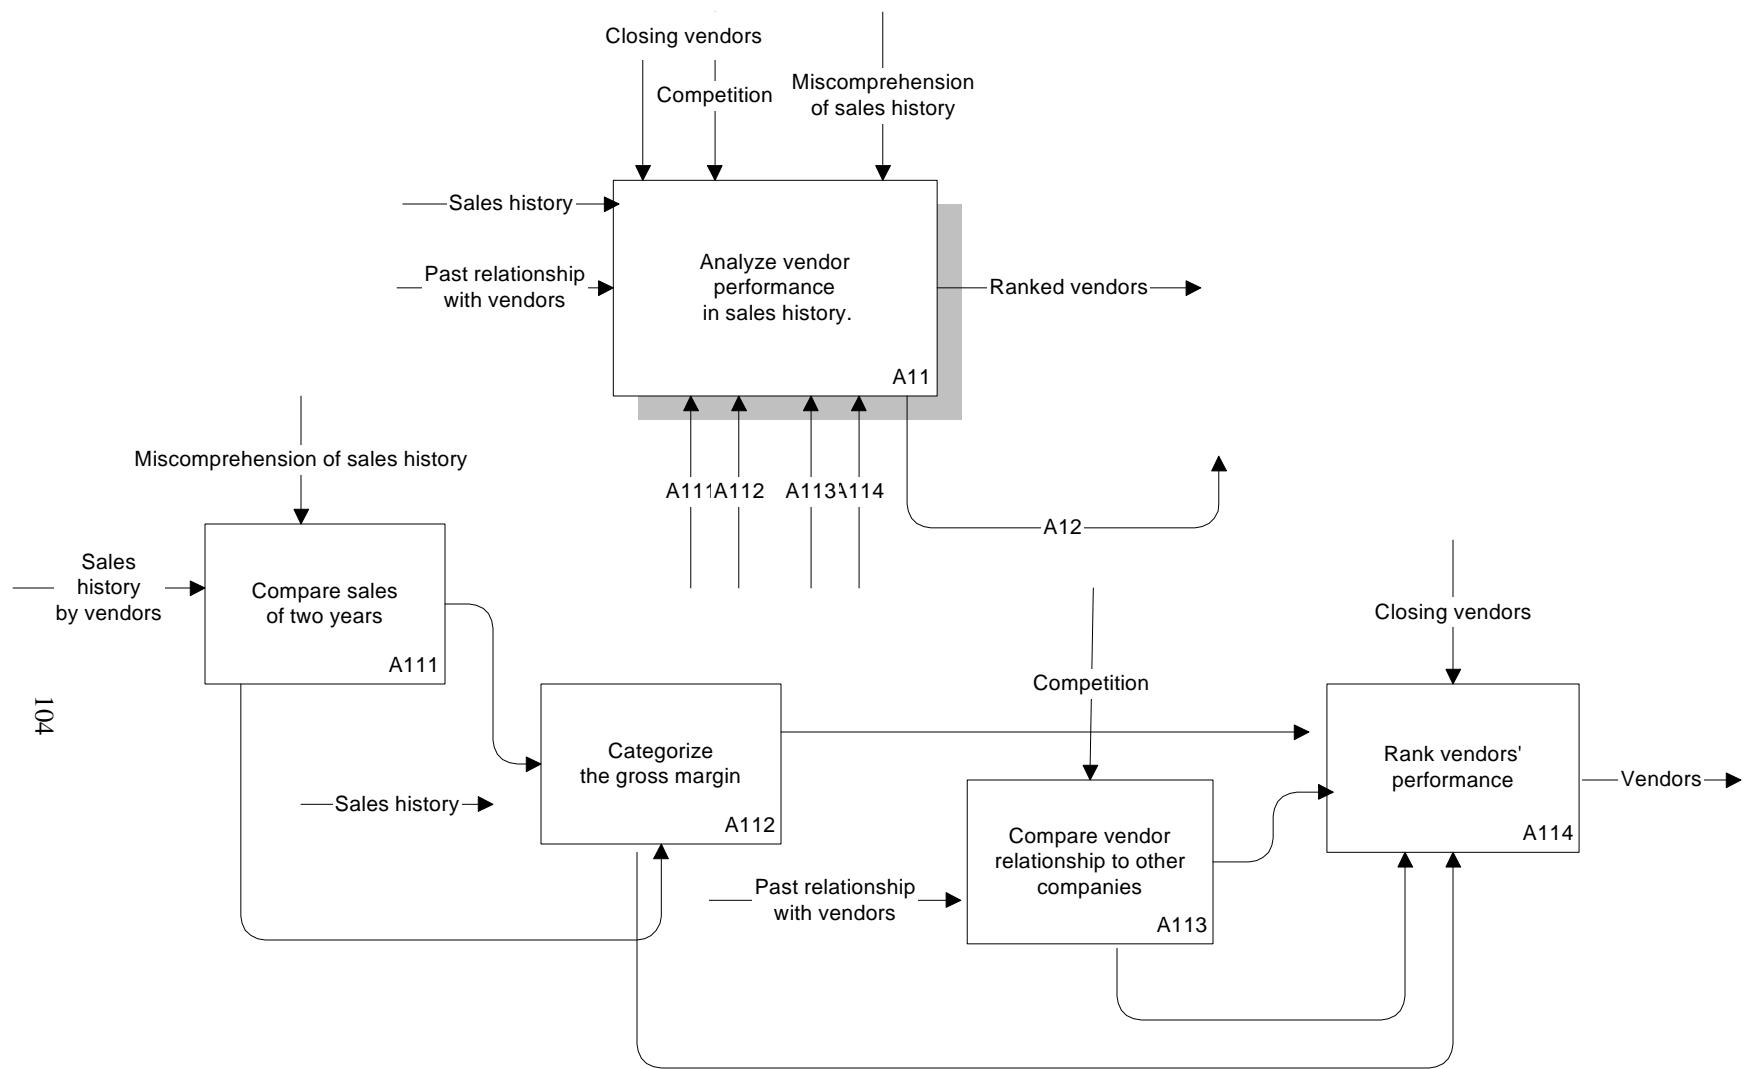 Closing vendors
Competition
Miscomprehension
of sales history
Sales history
Past relationship
with vendors
Analyze vendor
performance
in sales history.
A11
Ranked vendors
A111
A112
A113
A114
A12
Miscomprehension of sales history
Sales
history
by vendors
Compare sales
of two years
A111
Closing vendors
Competition
104
Categorize
the gross margin
A112
Sales history
Rank vendors'
performance
A114
Vendors
Compare vendor
relationship to other
companies
A113
Past relationship
with vendors